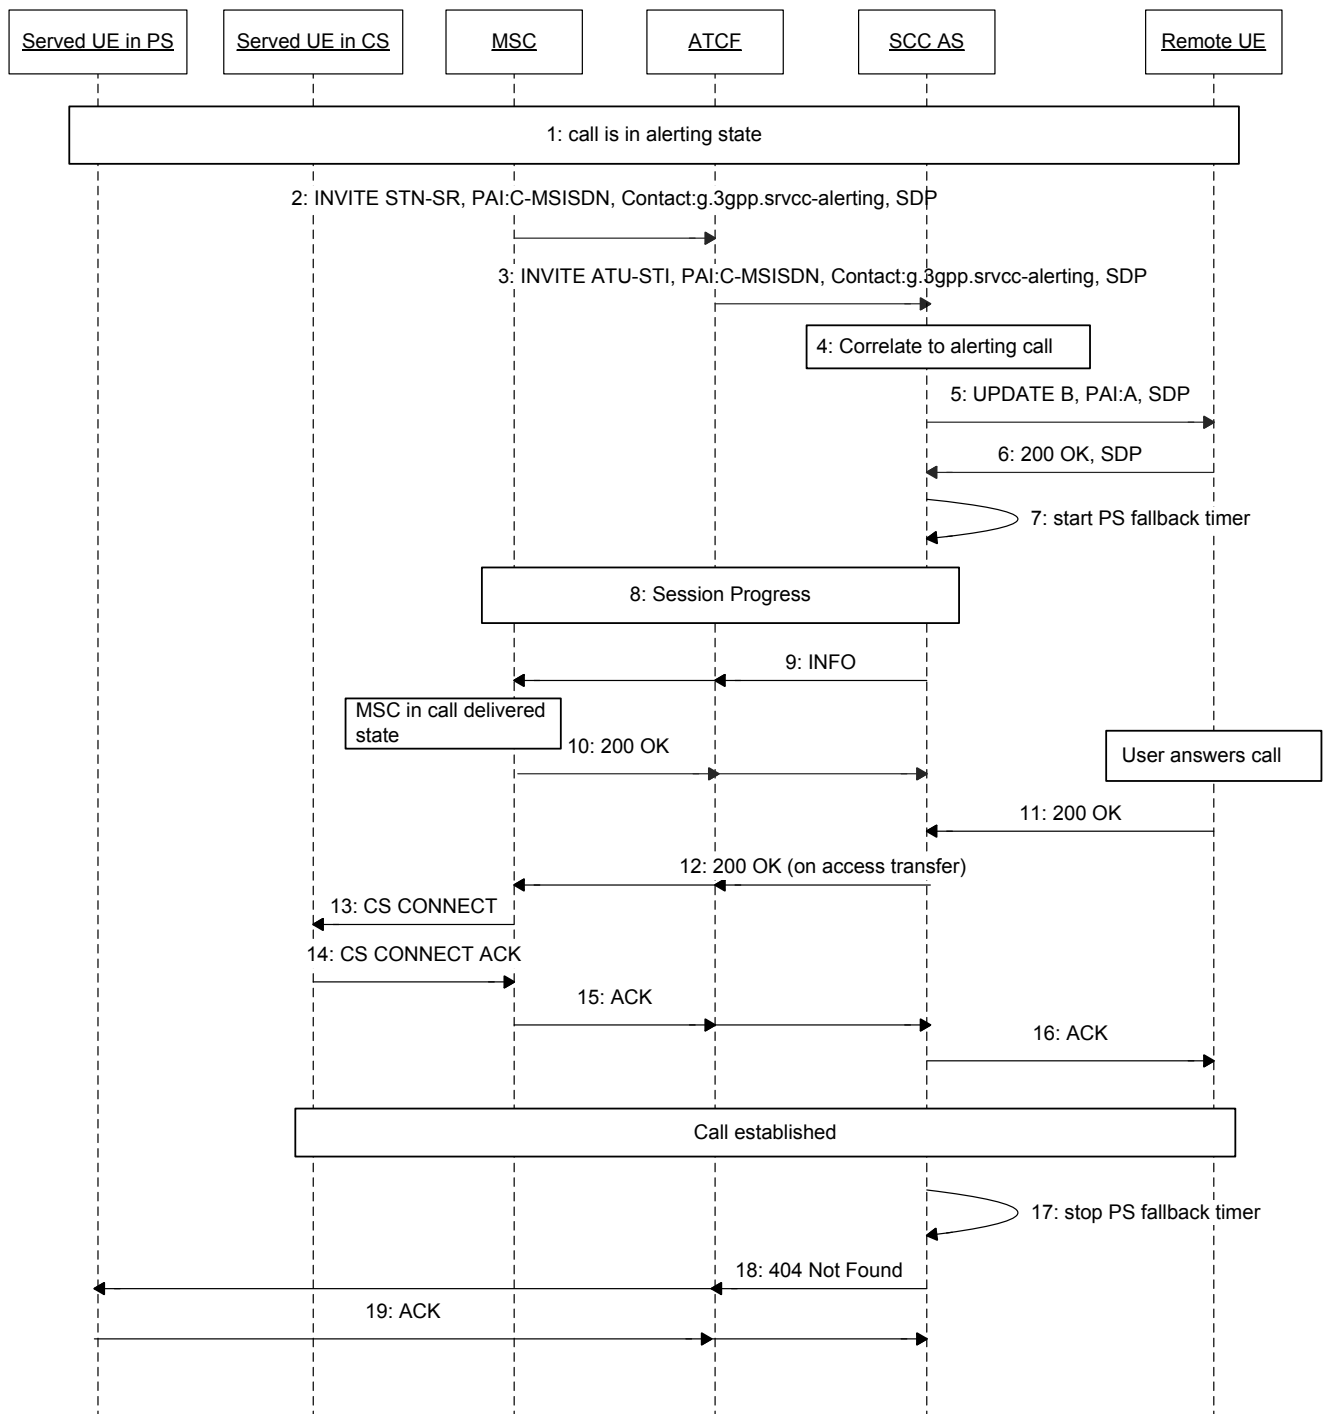 Served UE in PS
Served UE in CS
MSC
ATCF
SCC AS
Remote UE
1: call is in alerting state
2: INVITE STN-SR, PAI:C-MSISDN, Contact:g.3gpp.srvcc-alerting, SDP
3: INVITE ATU-STI, PAI:C-MSISDN, Contact:g.3gpp.srvcc-alerting, SDP
4: Correlate to alerting call
5: UPDATE B, PAI:A, SDP
6: 200 OK, SDP
7: start PS fallback timer
8: Session Progress
9: INFO
MSC in call delivered
state
10: 200 OK
User answers call
11: 200 OK
12: 200 OK (on access transfer)
13: CS CONNECT
14: CS CONNECT ACK
15: ACK
16: ACK
Call established
17: stop PS fallback timer
18: 404 Not Found
19: ACK